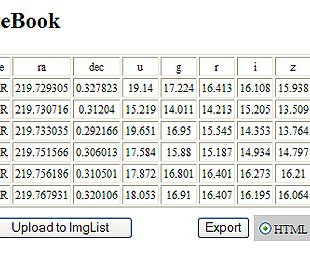 eBook
e ra dec u g r i z
R 219.729305 0.327823 19.14 17.224 16.413 16.108 15.938
R 219.730716 0.31204 15.219 14.011 14.213 15.205 13.509
R 219.733035 0.292166 19.651 16.95 15.545 14.353 13.764
R 219.751566 0.306013 17.584 15.88 15.187 14.934 14.797
R 219.756186 0.310501 17.872 16.801 16.401 16.273 16.21
R 219.767931 0.320106 18.053 16.91 16.407 16.195 16.064
Upload to ImgList Export HTML